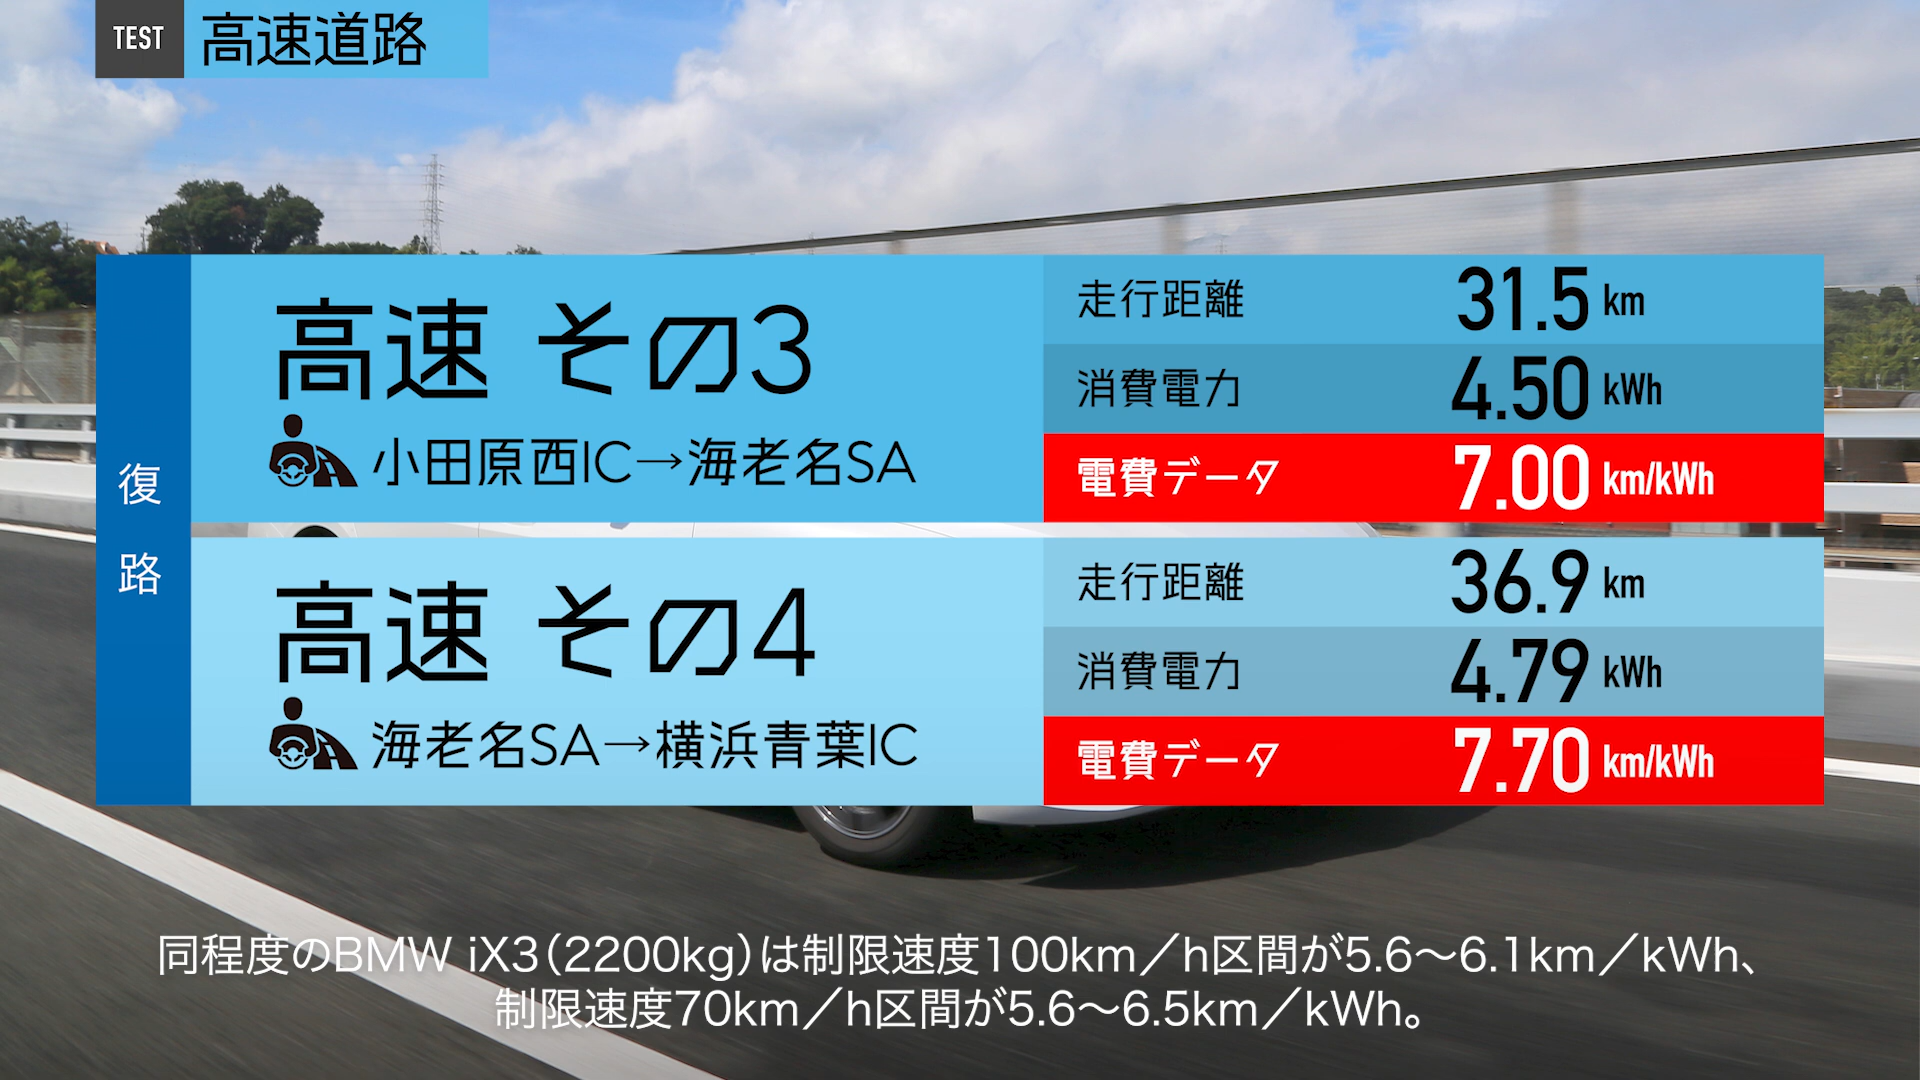 TEST 高速道路
復路
高速 その3
小田原西IC→海老名SA
走行距離 31.5 km
消費電力 4.50 kWh
電費データ 7.00 km/kWh
高速 その4
海老名SA→横浜青葉IC
走行距離 36.9 km
消費電力 4.79 kWh
電費データ 7.70 km/kWh
同程度のBMW iX3（2200kg）は制限速度100km／h区間が5.6～6.1km／kWh、
制限速度70km／h区間が5.6～6.5km／kWh。